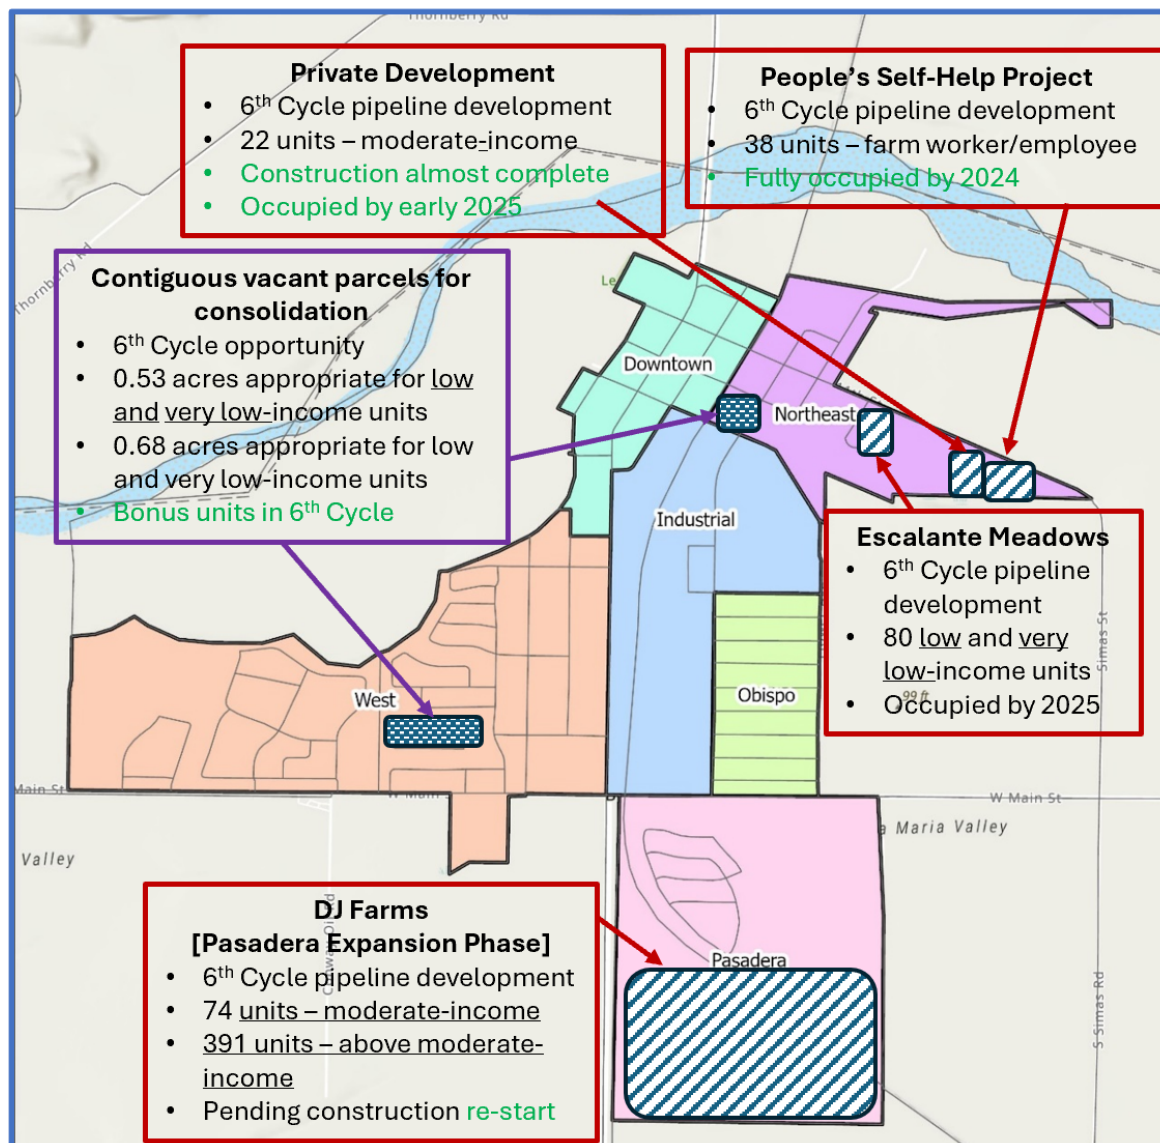 Thornberry Rd
Private Development
• 6th Cycle pipeline development
• 22 units – moderate-income
• Construction almost complete
• Occupied by early 2025
People's Self-Help Project
• 6th Cycle pipeline development
• 38 units – farm worker/employee
• Fully occupied by 2024
Thornberry Rd
Contiguous vacant parcels for
consolidation
• 6th Cycle opportunity
• 0.53 acres appropriate for low
and very low-income units
• 0.68 acres appropriate for low
and very low-income units
• Bonus units in 6th Cycle
Le
Downtown
Northeast
Industrial
Escalante Meadows
• 6th Cycle pipeline
development
• 80 low and very
low-income units
• Occupied by 2025
Simas St
99 ft
West
Obispo
Main St
W Main St
W Main St
a Maria Valley
Valley
DJ Farms
[Pasadera Expansion Phase]
• 6th Cycle pipeline development
• 74 units – moderate-income
• 391 units – above moderate-
income
• Pending construction re-start
Pasadera
S Simas Rd